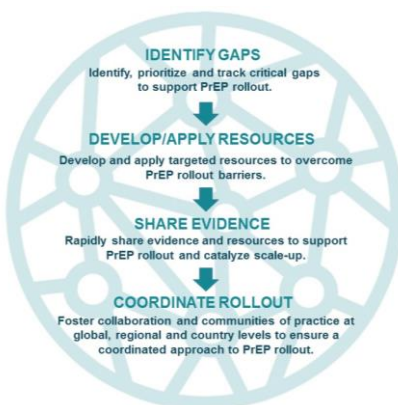 IDENTIFY GAPS
Identify, prioritize and track critical gaps
to support PrEP rollout.
DEVELOP/APPLY RESOURCES
Develop and apply targeted resources to overcome
PrEP rollout barriers.
SHARE EVIDENCE
Rapidly share evidence and resources to support
PrEP rollout and catalyze scale-up.
COORDINATE ROLLOUT
Foster collaboration and communities of practice at
global, regional and country levels to ensure a
coordinated approach to PrEP rollout.